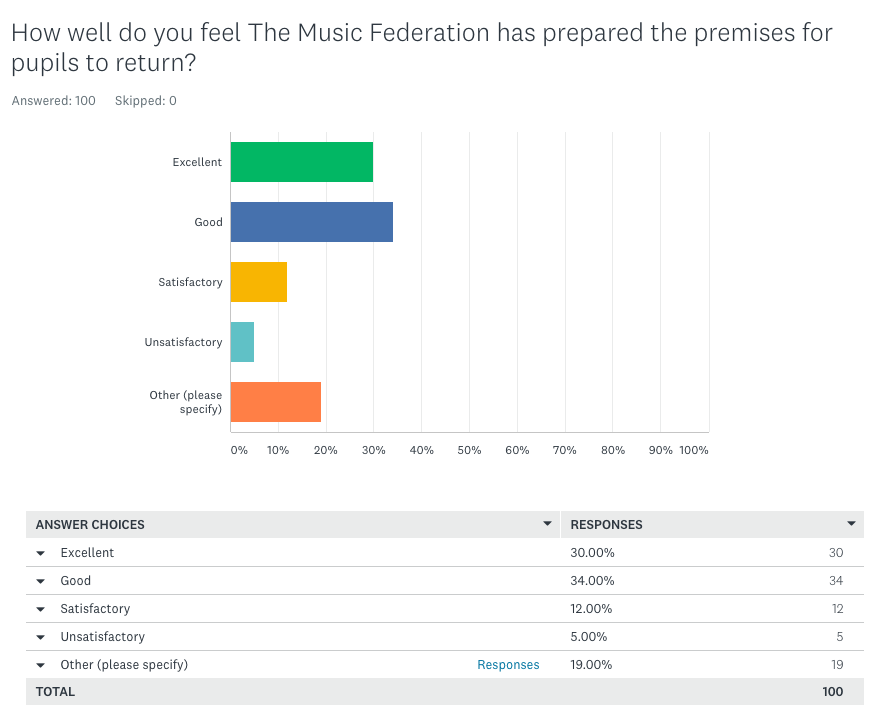 How well do you feel The Music Federation has prepared the premises for
pupils to return?
Answered: 100 Skipped: 0
Excellent
Good
Satisfactory
Unsatisfactory
Other (please
specify)
0% 10% 20% 30% 40% 50% 60% 70% 80% 90% 100%
ANSWER CHOICES RESPONSES
Excellent 30.00% 30
Good 34.00% 34
Satisfactory 12.00% 12
Unsatisfactory 5.00% 5
Other (please specify) Responses 19.00% 19
TOTAL 100